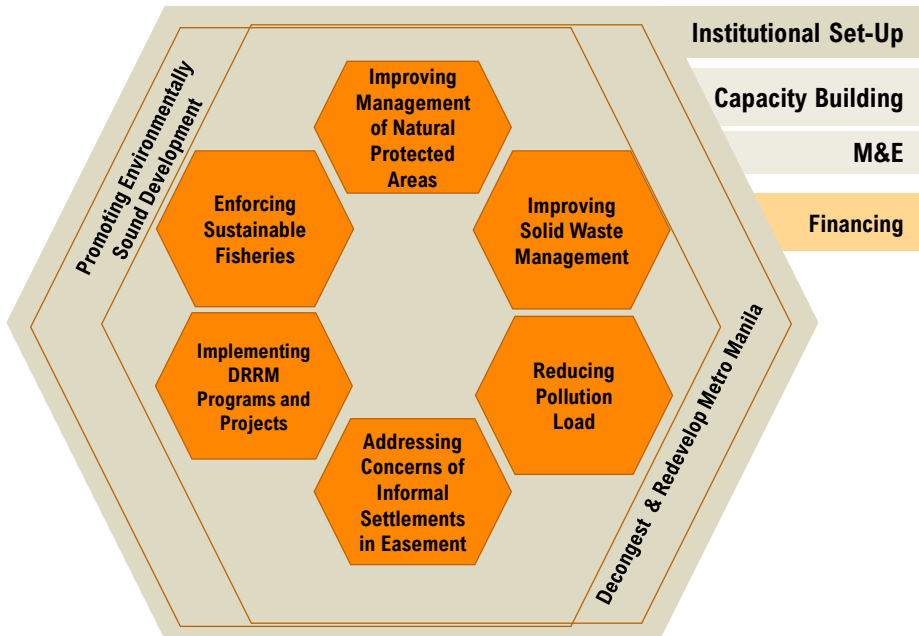 Institutional Set-Up
Capacity Building
M&E
Financing
Promoting Environmentally
Sound Development
Improving
Management
of Natural
Protected
Areas
Enforcing
Sustainable
Fisheries
Improving
Solid Waste
Management
Implementing
DRRM
Programs and
Projects
Reducing
Pollution
Load
Addressing
Concerns of
Informal
Settlements
in Easement
Decongest & Redevelop Metro Manila